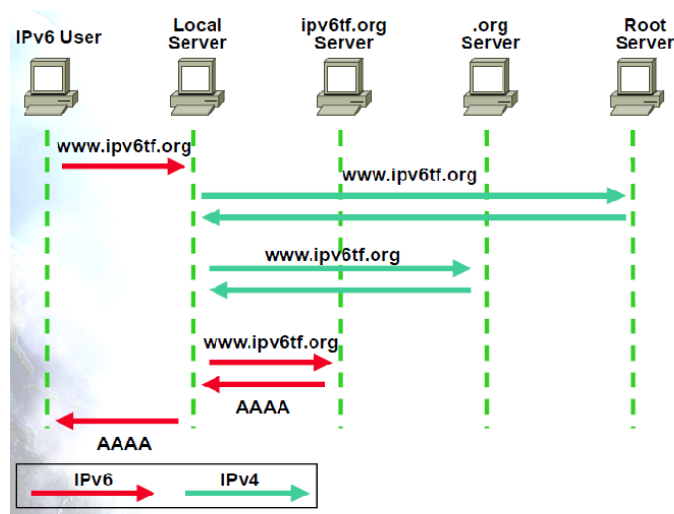 IPv6 User
Local
Server
ipv6tf.org
Server
.org
Server
Root
Server
www.ipv6tf.org
www.ipv6tf.org
www.ipv6tf.org
www.ipv6tf.org
AAAA
AAAA
IPv6
IPv4